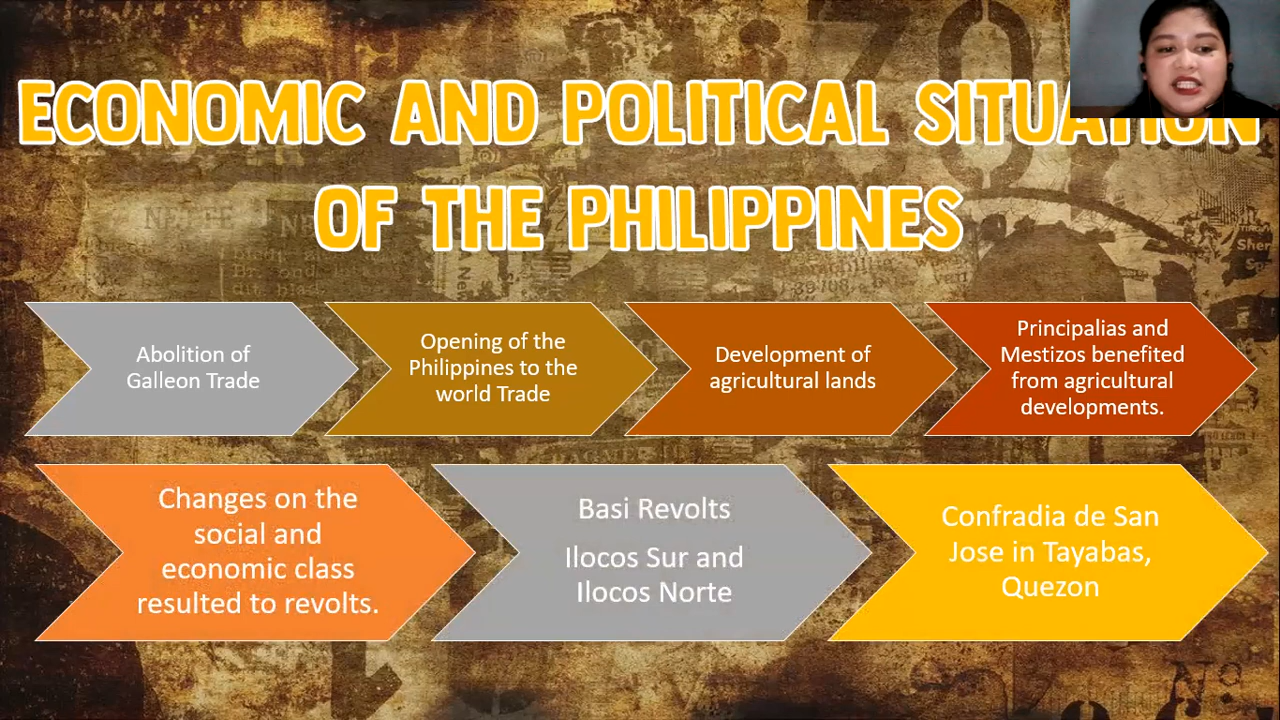 ECONOMIC AND POLITICAL SITUATION
OF THE PHILIPPINES
Abolition of
Galleon Trade
Opening of the
Philippines to the
world Trade
Development of
agricultural lands
Principalias and
Mestizos benefited
from agricultural
developments.
Changes on the
social and
economic class
resulted to revolts.
Basi Revolts
Ilocos Sur and
Ilocos Norte
Confradia de San
Jose in Tayabas,
Quezon